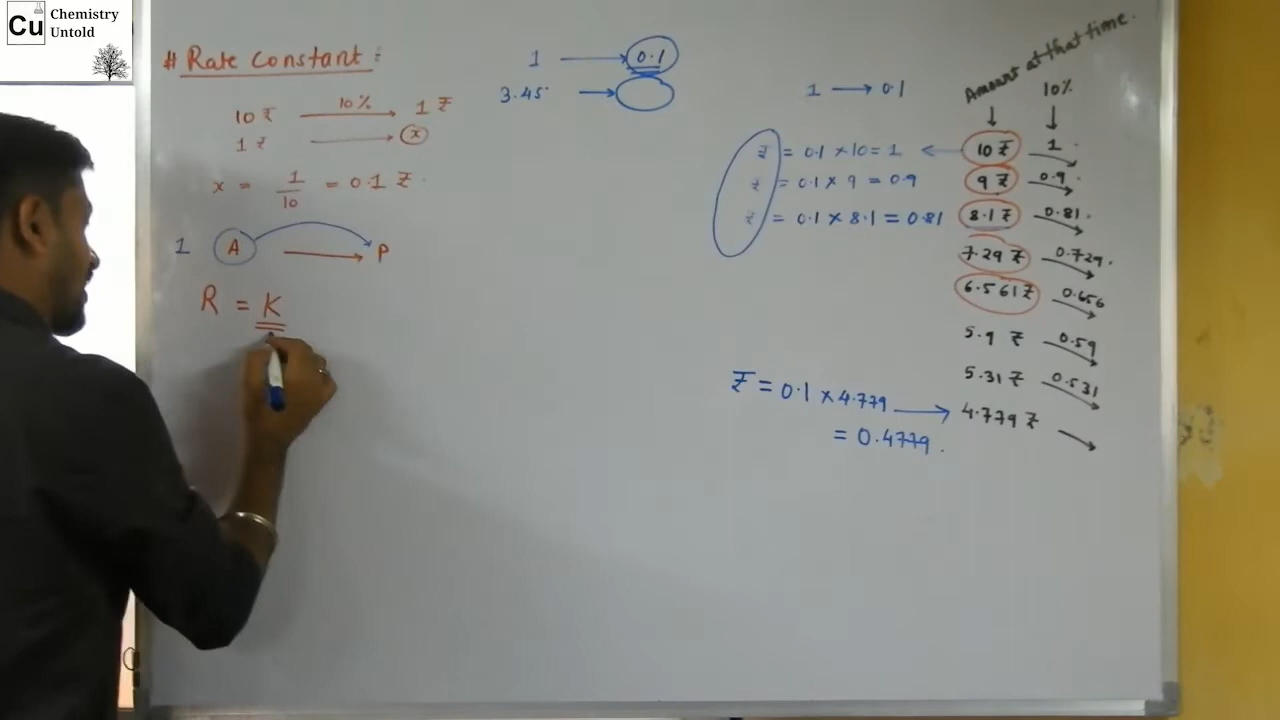 Cu Chemistry
Untold
# Rate Constant :
10 ₹ 10% 1 ₹
1 ₹ → x
x = 1/10 = 0.1 ₹
1 A → P
R = K
1 → 0.1
3.45 →
1 → 0.1
Amount at that time.
10%
₹ = 0.1 × 10 = 1 ← 10 ₹ → 1
₹ = 0.1 × 9 = 0.9 9 ₹ → 0.9
₹ = 0.1 × 8.1 = 0.81 8.1 ₹ → 0.81
7.29 ₹ → 0.729
6.561 ₹ → 0.656
5.9 ₹ → 0.59
5.31 ₹ → 0.531
₹ = 0.1 × 4.779 → 4.779 ₹ →
= 0.4779.